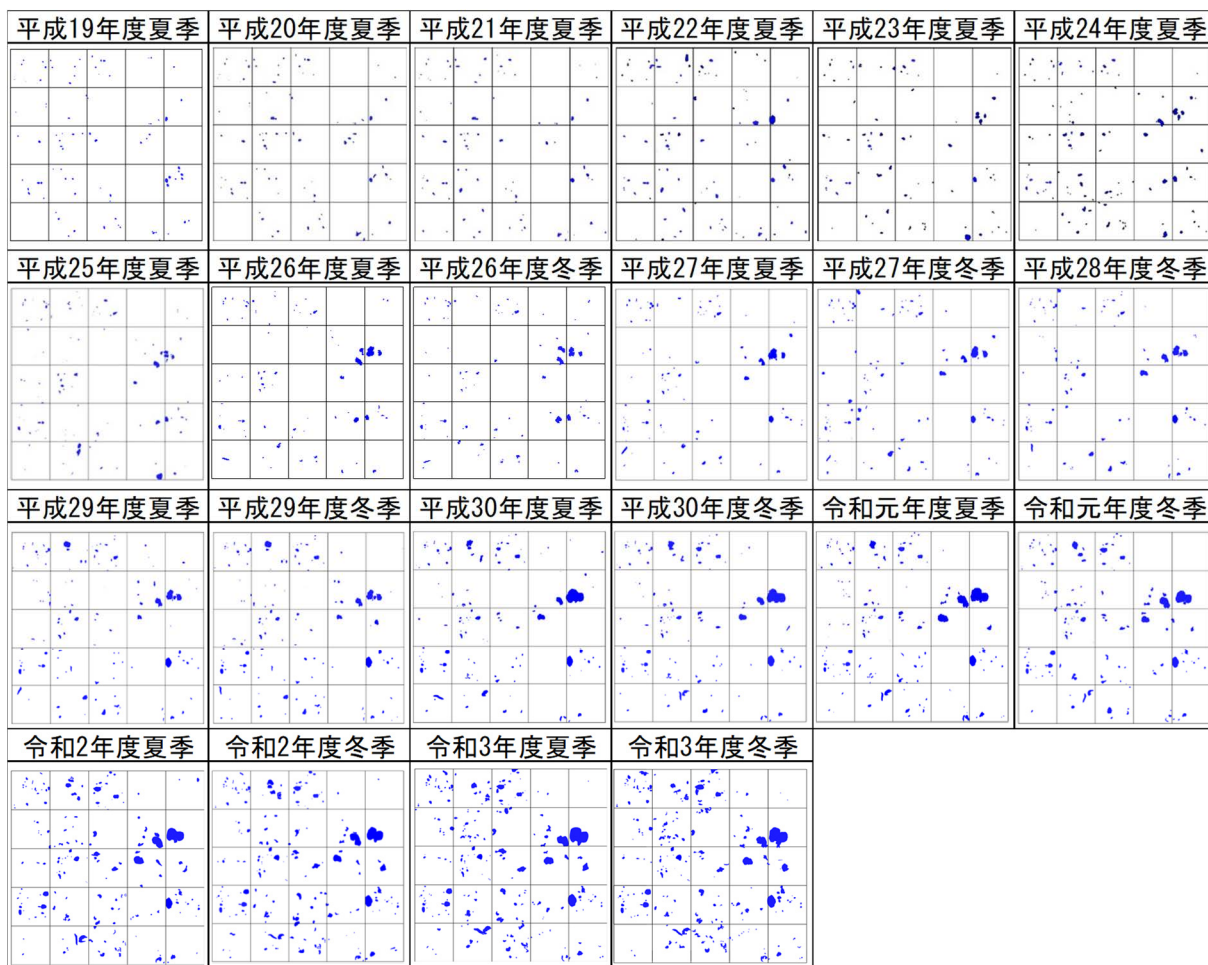 平成19年度夏季
平成20年度夏季
平成21年度夏季
平成22年度夏季
平成23年度夏季
平成24年度夏季
平成25年度夏季
平成26年度夏季
平成26年度冬季
平成27年度夏季
平成27年度冬季
平成28年度冬季
平成29年度夏季
平成29年度冬季
平成30年度夏季
平成30年度冬季
令和元年度夏季
令和元年度冬季
令和2年度夏季
令和2年度冬季
令和3年度夏季
令和3年度冬季